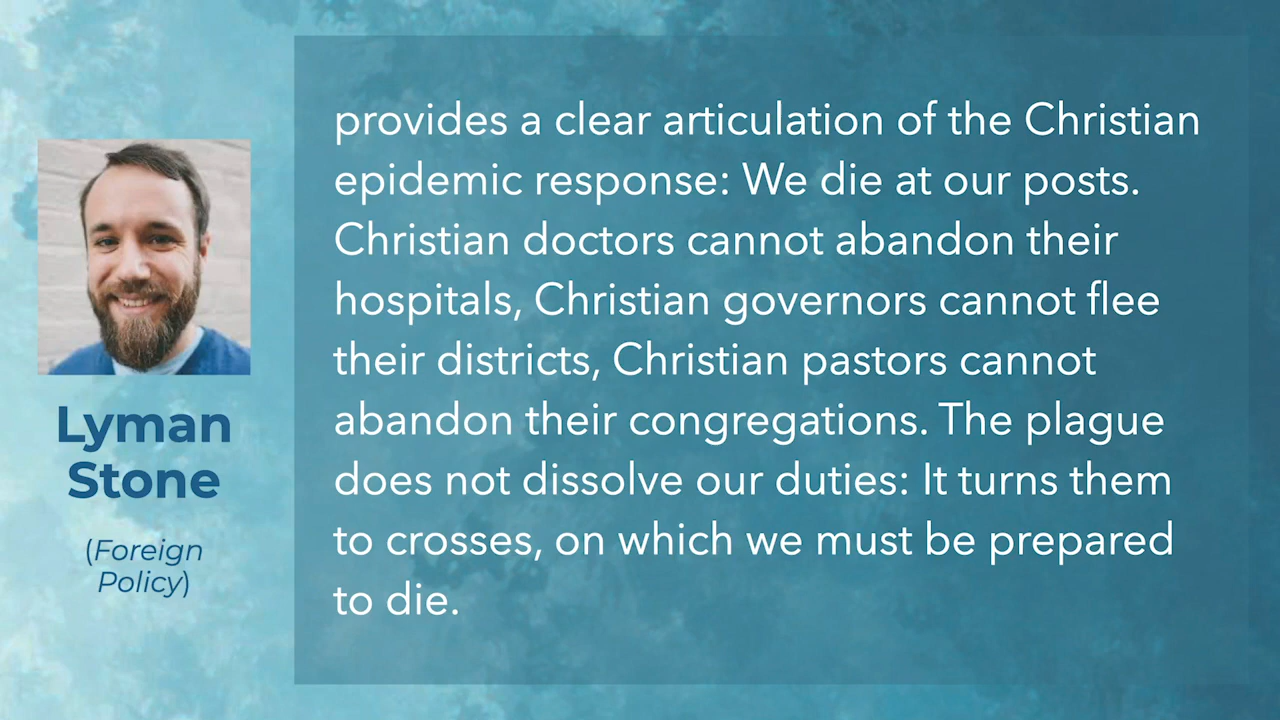 provides a clear articulation of the Christian
epidemic response: We die at our posts.
Christian doctors cannot abandon their
hospitals, Christian governors cannot flee
their districts, Christian pastors cannot
abandon their congregations. The plague
does not dissolve our duties: It turns them
to crosses, on which we must be prepared
to die.
Lyman
Stone
(Foreign
Policy)